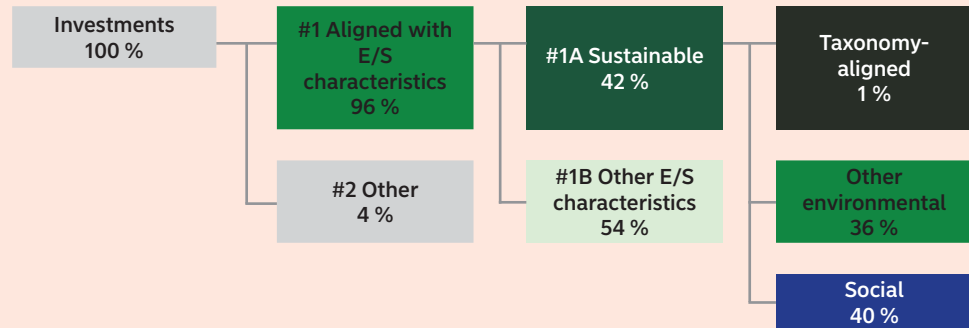 Investments
100 %
#1 Aligned with
E/S
characteristics
96 %
#2 Other
4 %
#1A Sustainable
42 %
#1B Other E/S
characteristics
54 %
Taxonomy-
aligned
1 %
Other
environmental
36 %
Social
40 %